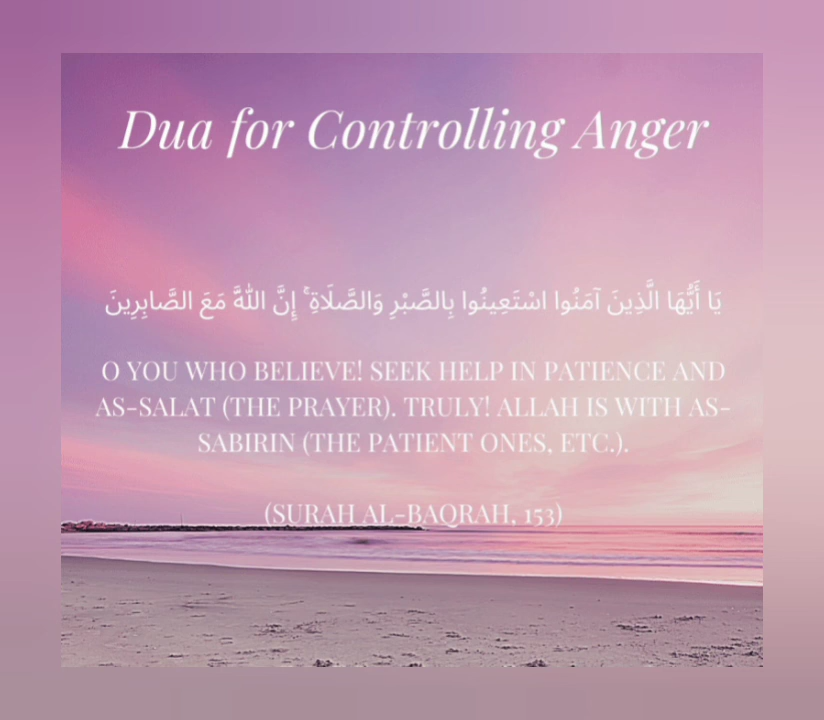 Dua for Controlling Anger
يَا أَيُّهَا الَّذِينَ آمَنُوا اسْتَعِينُوا بِالصَّبْرِ وَالصَّلَاةِ ۚ إِنَّ اللَّهَ مَعَ الصَّابِرِينَ
O YOU WHO BELIEVE! SEEK HELP IN PATIENCE AND
AS-SALAT (THE PRAYER). TRULY! ALLAH IS WITH AS-
SABIRIN (THE PATIENT ONES, ETC.).
(SURAH AL-BAQRAH, 153)